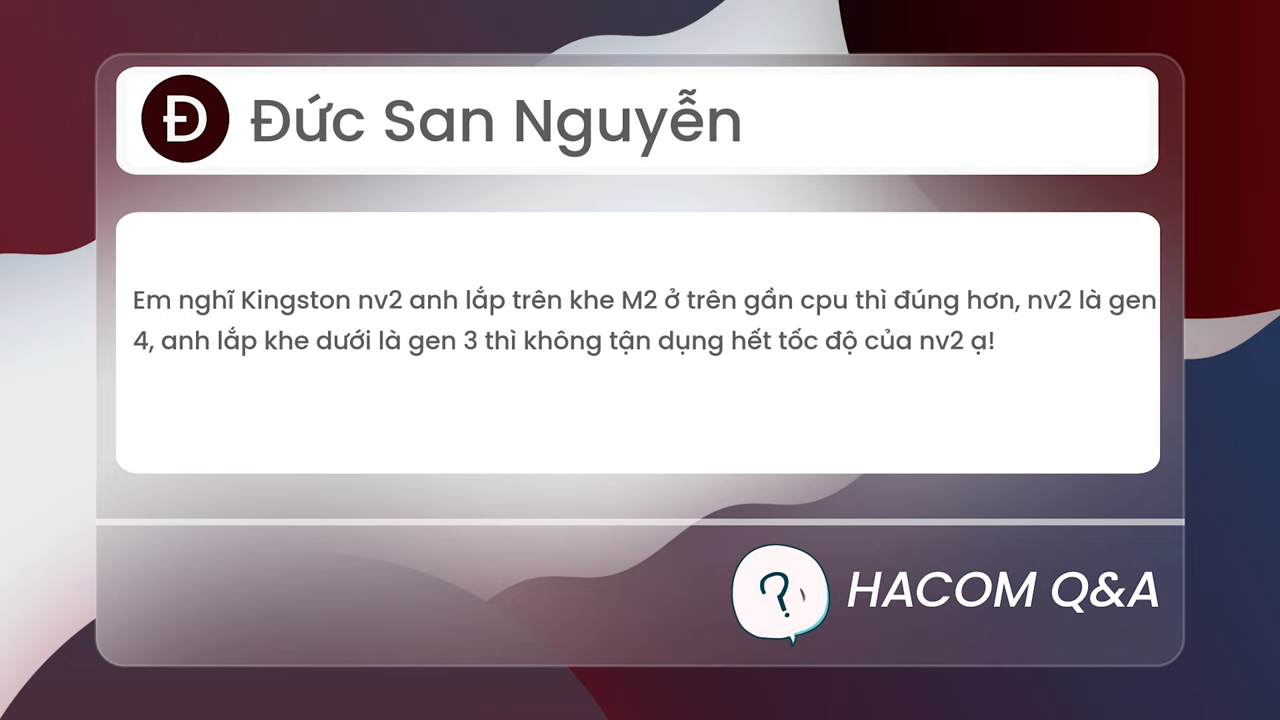 Đ
Đức San Nguyễn
Em nghĩ Kingston nv2 anh lắp trên khe M2 ở trên gần cpu thì đúng hơn, nv2 là gen
4, anh lắp khe dưới là gen 3 thì không tận dụng hết tốc độ của nv2 ạ!
?
HACOM Q&A